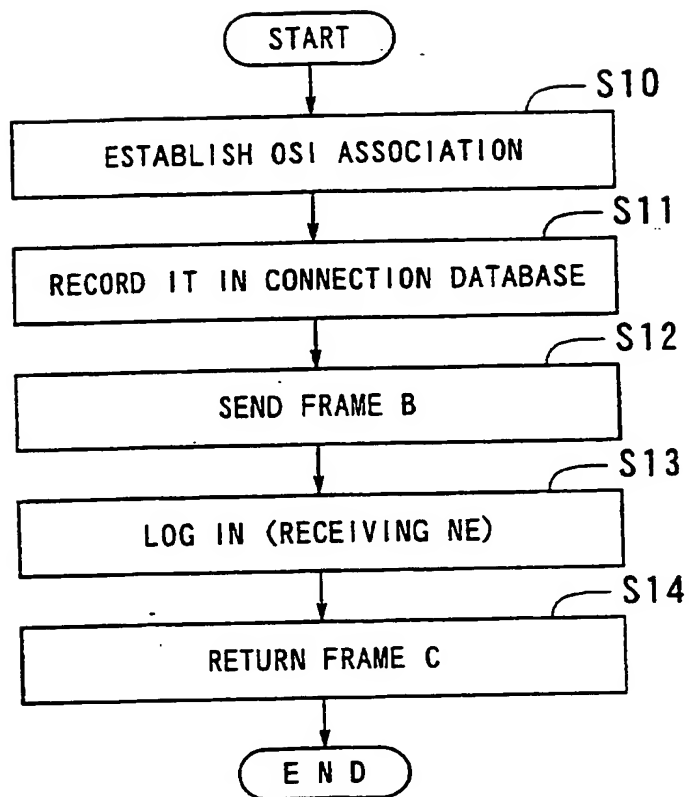 START
S10
ESTABLISH OSI ASSOCIATION
S11
RECORD IT IN CONNECTION DATABASE
S12
SEND FRAME B
S13
LOG IN (RECEIVING NE)
S14
RETURN FRAME C
E N D